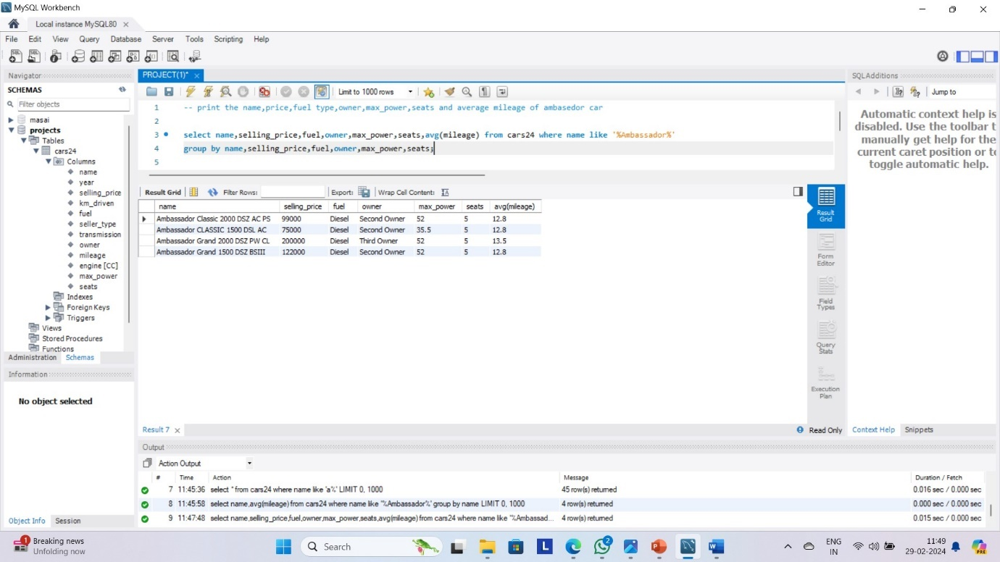 MySQL Workbench
Local instance MySQL80
File Edit View Query Database Server Tools Scripting Help
Navigator
SCHEMAS
Filter objects
masai
projects
Tables
cars24
Columns
name
year
selling_price
km_driven
fuel
seller_type
transmission
owner
mileage
engine [CC]
max_power
seats
Indexes
Foreign Keys
Triggers
Views
Stored Procedures
Functions
Administration Schemas
Information
No object selected
Object Info Session
PROJECT(1)*
Limit to 1000 rows
1 -- print the name,price,fuel type,owner,max_power,seats and average mileage of ambasedor car
2
3 select name,selling_price,fuel,owner,max_power,seats,avg(mileage) from cars24 where name like '%Ambassador%'
4 group by name,selling_price,fuel,owner,max_power,seats;
5
Result Grid Filter Rows: Export: Wrap Cell Content:
name selling_price fuel owner max_power seats avg(mileage)
Ambassador Classic 2000 DSZ AC PS 99000 Diesel Second Owner 52 5 12.8
Ambassador CLASSIC 1500 DSL AC 75000 Diesel Second Owner 35.5 5 12.8
Ambassador Grand 2000 DSZ PW CL 200000 Diesel Third Owner 52 5 13.5
Ambassador Grand 1500 DSZ BSIII 122000 Diesel Second Owner 52 5 12.8
Result
Grid
Form
Editor
Field
Types
Query
Stats
Execution
Plan
Result 7
Read Only
SQLAdditions
Jump to
Automatic context help is
disabled. Use the toolbar t
manually get help for the
current caret position or to
toggle automatic help.
Context Help Snippets
Output
Action Output
# Time Action Message Duration / Fetch
7 11:45:36 select * from cars24 where name like 'a%' LIMIT 0, 1000 45 row(s) returned 0.016 sec / 0.000 sec
8 11:45:58 select name,avg(mileage) from cars24 where name like '%Ambassador%' group by name LIMIT 0, 1000 4 row(s) returned 0.000 sec / 0.000 sec
9 11:47:48 select name,selling_price,fuel,owner,max_power,seats,avg(mileage) from cars24 where name like '%Ambassad... 4 row(s) returned 0.015 sec / 0.000 sec
1
Breaking news
Unfolding now
Search
2
ENG
IN
11:49
29-02-2024
PRE